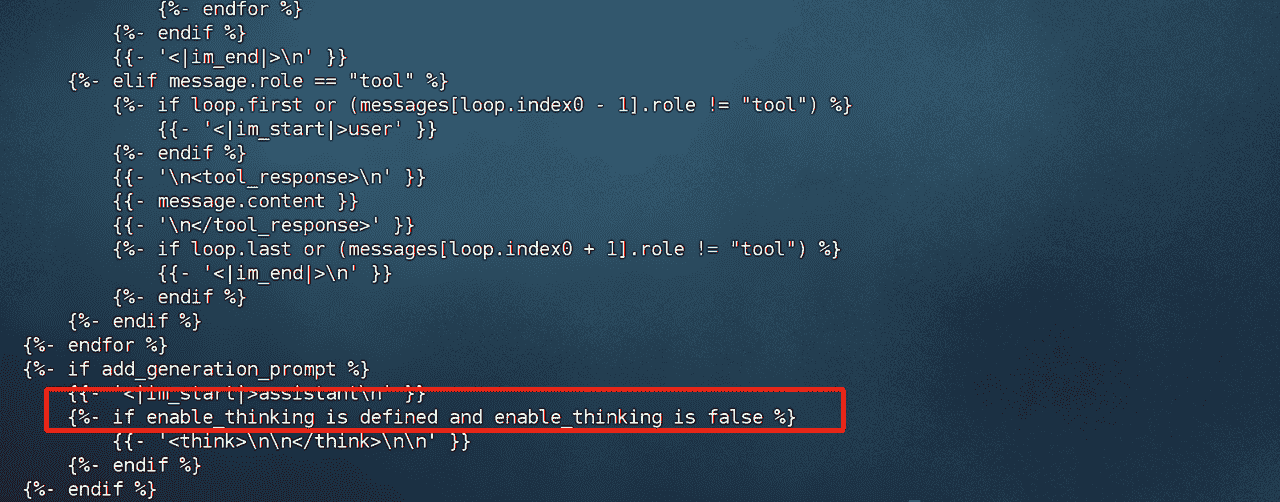 {%- endfor %}
{%- endif %}
{{- '<|im_end|>\n' }}
{%- elif message.role == "tool" %}
{%- if loop.first or (messages[loop.index0 - 1].role != "tool") %}
{{- '<|im_start|>user' }}
{%- endif %}
{{- '\n<tool_response>\n' }}
{{- message.content }}
{{- '\n</tool_response>' }}
{%- if loop.last or (messages[loop.index0 + 1].role != "tool") %}
{{- '<|im_end|>\n' }}
{%- endif %}
{%- endif %}
{%- endfor %}
{%- if add_generation_prompt %}
{{- '<|im_start|>assistant\n' }}
{%- if enable_thinking is defined and enable_thinking is false %}
{{- '<think>\n\n</think>\n\n' }}
{%- endif %}
{%- endif %}